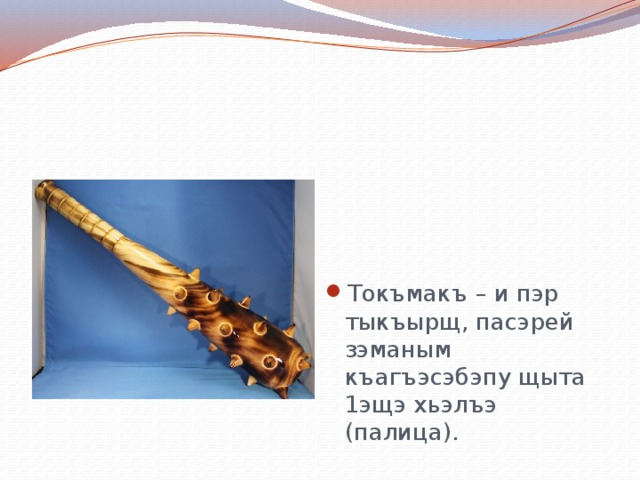 Токъмакъ – и пэр
тыкъырщ, пасэрей
зэманым
къагъэсэбэпу щыта
1эщэ хьэлъэ
(палица).